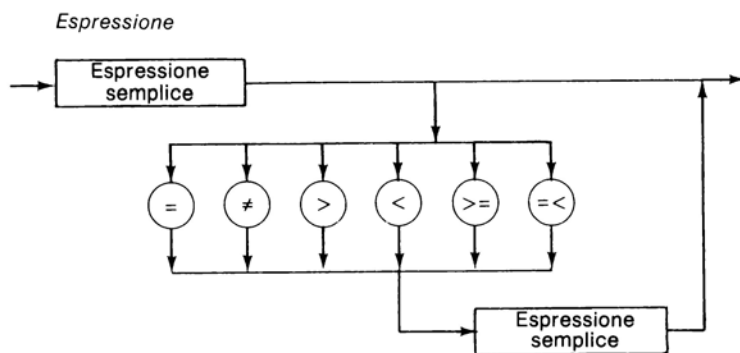 Espressione
Espressione
semplice
= ≠ > < >= =<
Espressione
semplice